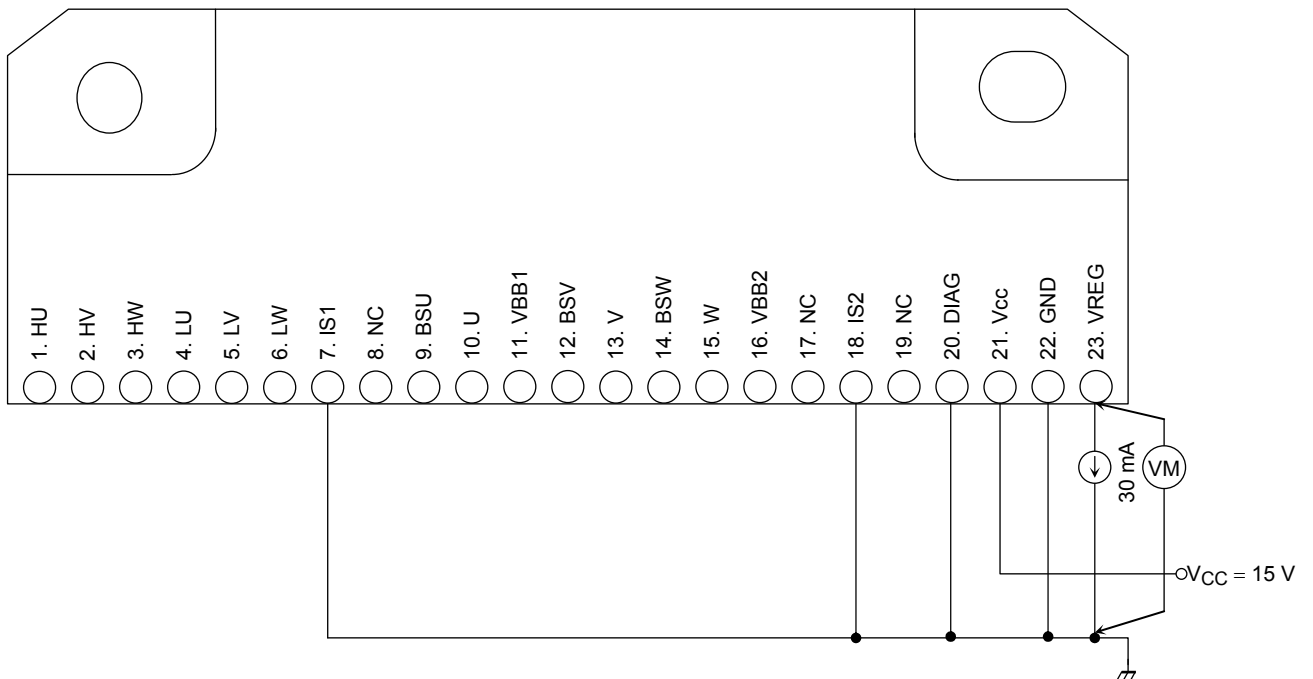 1. HU
2. HV
3. HW
4. LU
5. LV
6. LW
7. IS1
8. NC
9. BSU
10. U
11. VBB1
12. BSV
13. V
14. BSW
15. W
16. VBB2
17. NC
18. IS2
19. NC
20. DIAG
21. Vcc
22. GND
23. VREG
30 mA
VM
VCC = 15 V